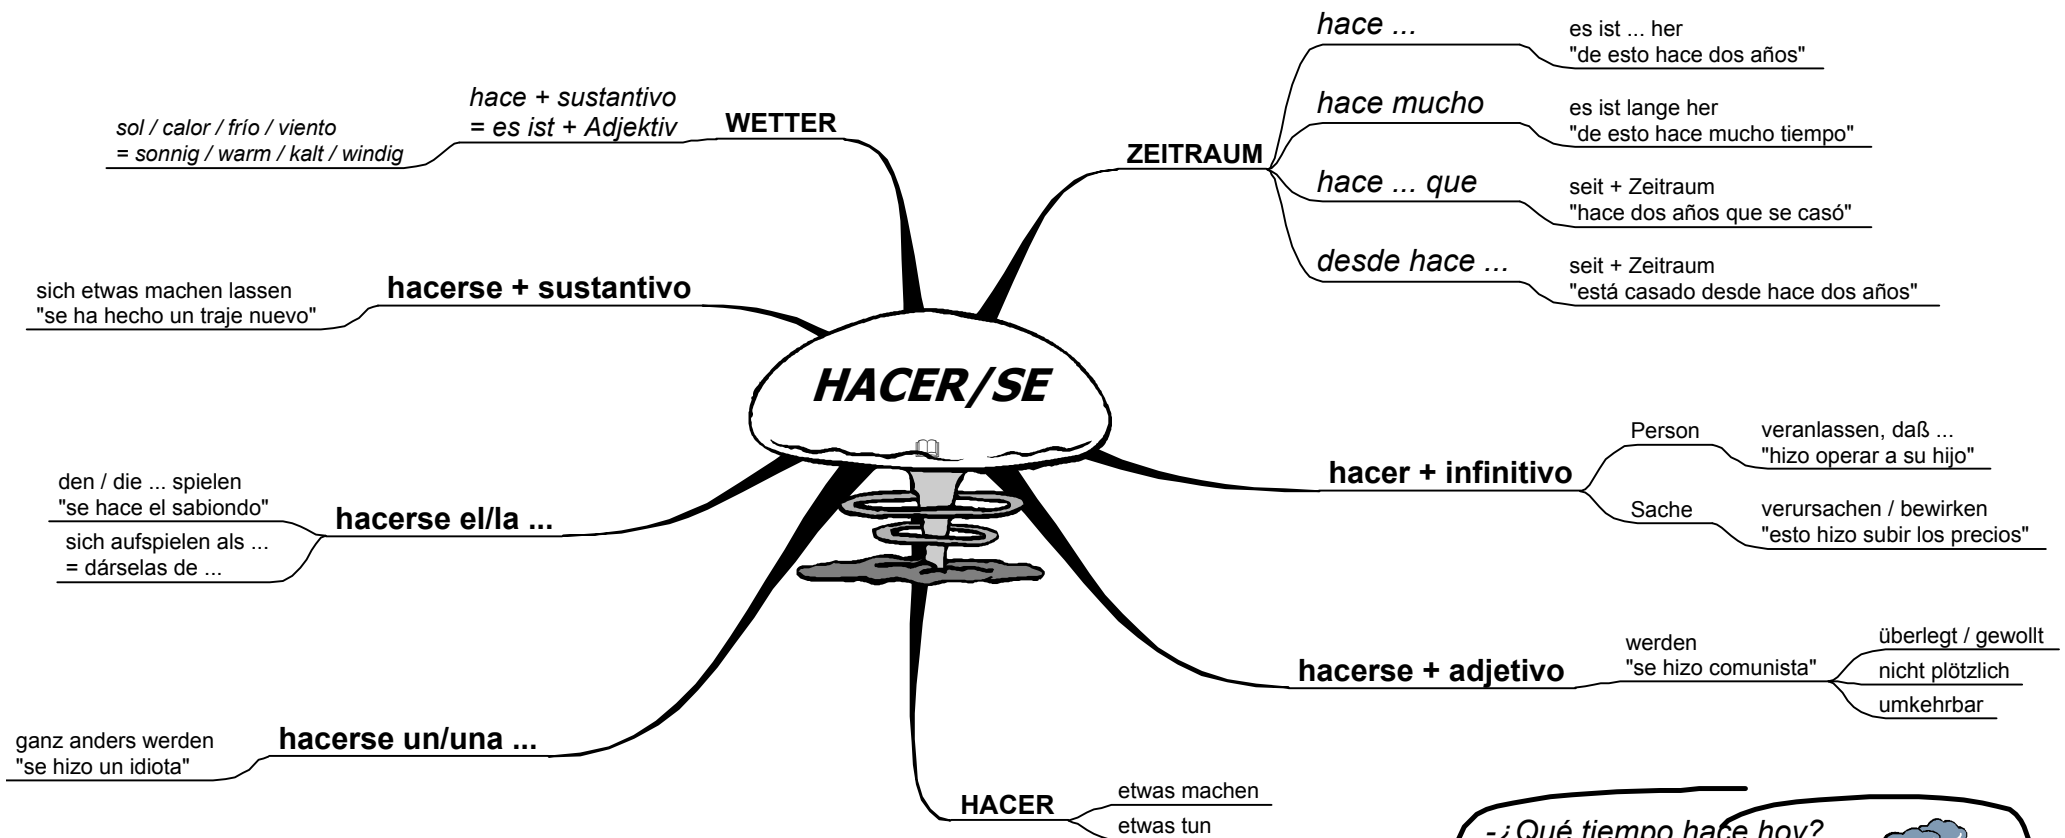 HACER/SE
WETTER
hace + sustantivo
= es ist + Adjektiv
sol / calor / frío / viento
= sonnig / warm / kalt / windig
ZEITRAUM
hace ...
es ist ... her
"de esto hace dos años"
hace mucho
es ist lange her
"de esto hace mucho tiempo"
hace ... que
seit + Zeitraum
"hace dos años que se casó"
desde hace ...
seit + Zeitraum
"está casado desde hace dos años"
hacerse + sustantivo
sich etwas machen lassen
"se ha hecho un traje nuevo"
hacer + infinitivo
Person
veranlassen, daß ...
"hizo operar a su hijo"
Sache
verursachen / bewirken
"esto hizo subir los precios"
hacerse el/la ...
den / die ... spielen
"se hace el sabiondo"
sich aufspielen als ...
= dárselas de ...
hacerse + adjetivo
werden
"se hizo comunista"
überlegt / gewollt
nicht plötzlich
umkehrbar
hacerse un/una ...
ganz anders werden
"se hizo un idiota"
HACER
etwas machen
etwas tun
-¿Qué tiempo hace hoy?